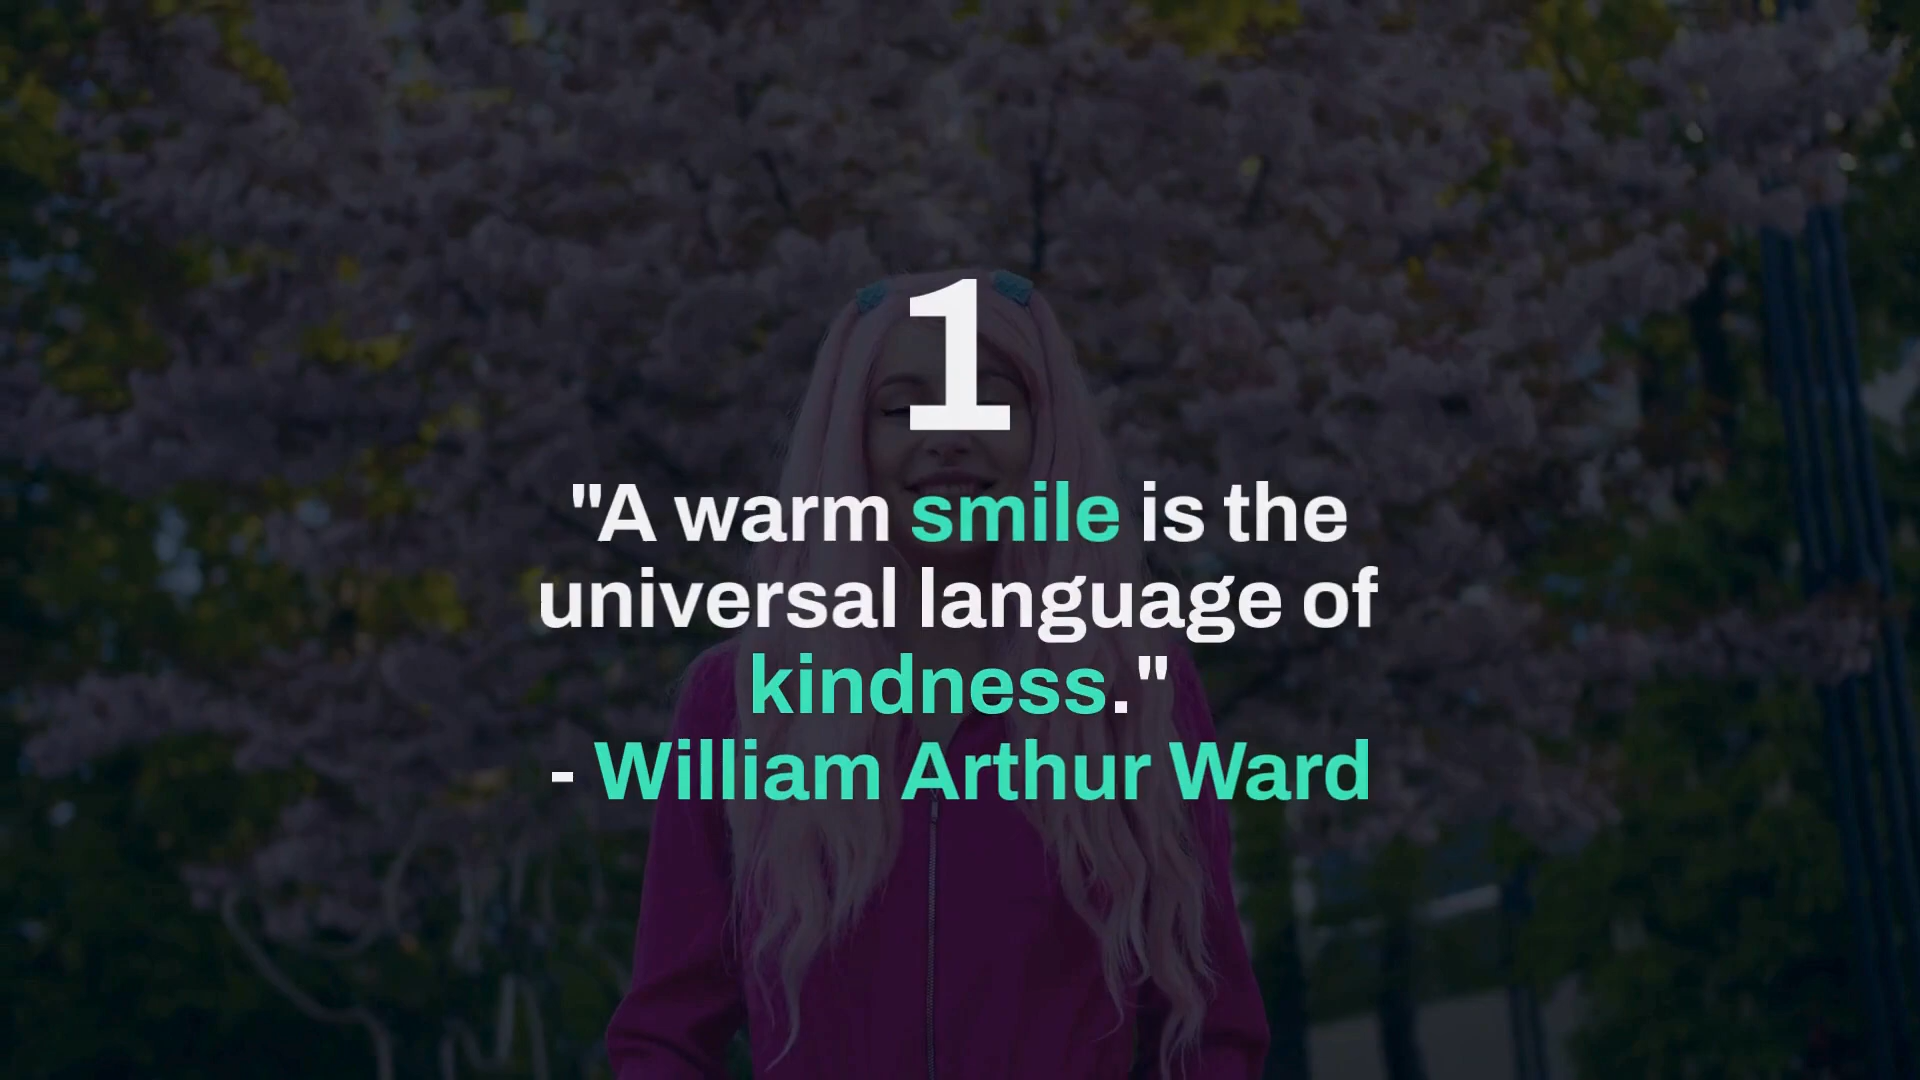 1
"A warm smile is the
universal language of
kindness."
- William Arthur Ward